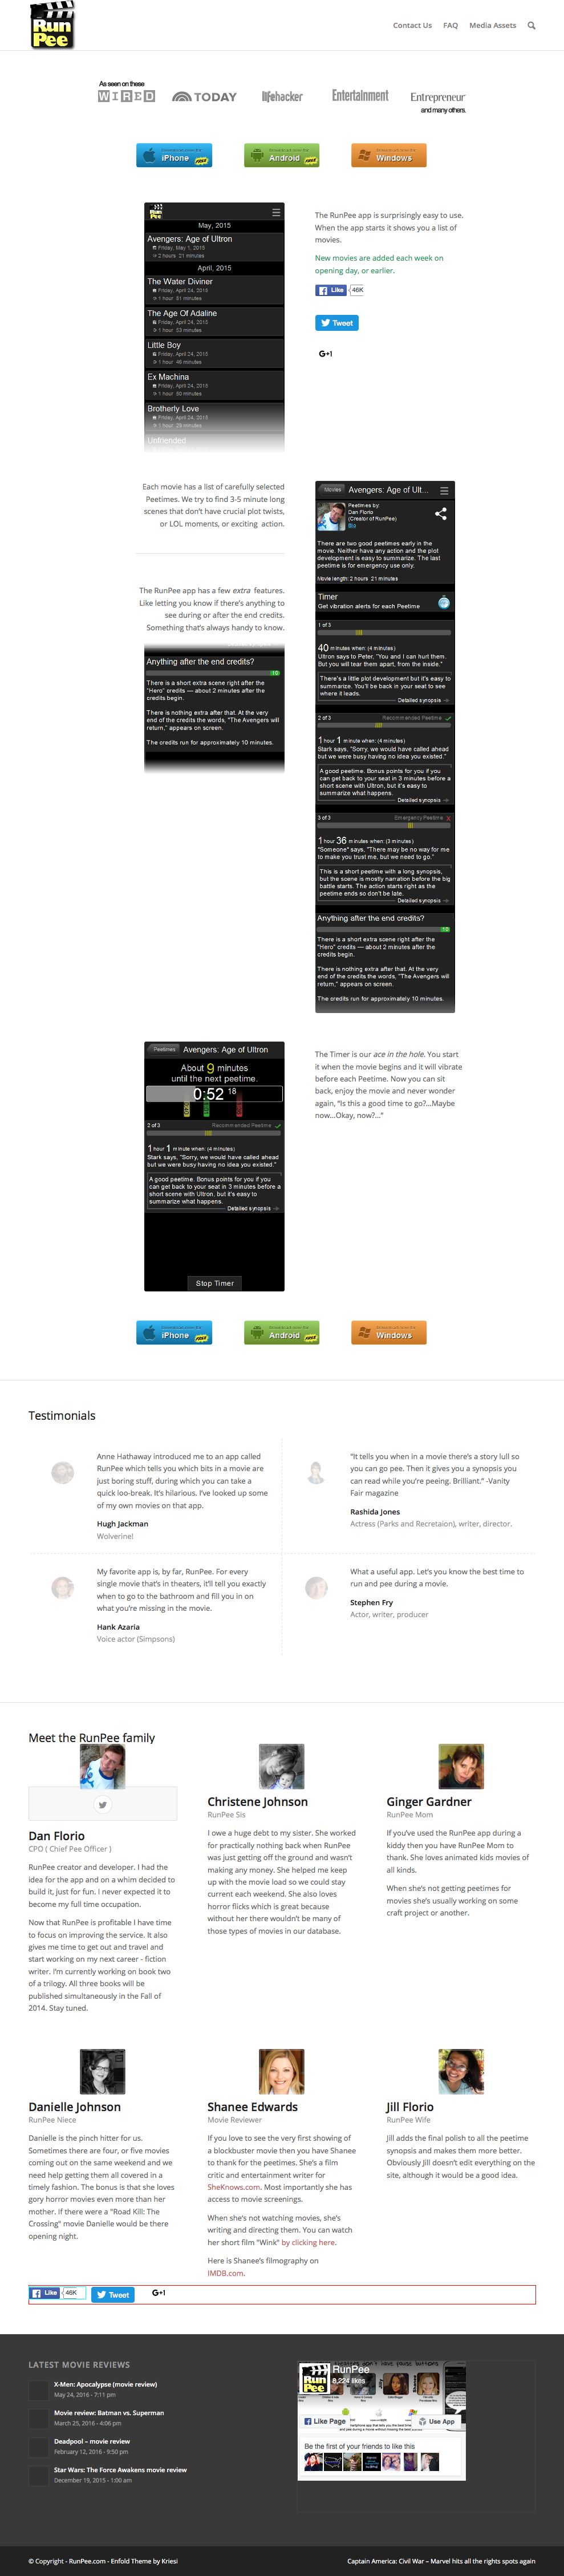 Run
Pee
Contact Us
FAQ
Media Assets
As seen on these
WIRED
TODAY
lifehacker
Entertainment
Entrepreneur
and many others.
iPhone
FREE
Android
FREE
Windows
Run
Pee
May, 2015
Avengers: Age of Ultron
Friday, May 1, 2015
2 hours 21 minutes
April, 2015
The Water Diviner
Friday, April 24, 2015
1 hour 51 minutes
The Age Of Adaline
Friday, April 24, 2015
1 hour 53 minutes
Little Boy
Friday, April 24, 2015
1 hour 46 minutes
Ex Machina
Friday, April 24, 2015
1 hour 50 minutes
Brotherly Love
Friday, April 24, 2015
1 hour 29 minutes
Unfriended
The RunPee app is surprisingly easy to use.
When the app starts it shows you a list of
movies.
New movies are added each week on
opening day, or earlier.
Like
46K
Tweet
G+1
Each movie has a list of carefully selected
Peetimes. We try to find 3-5 minute long
scenes that don't have crucial plot twists,
or LOL moments, or exciting action.
The RunPee app has a few extra features.
Like letting you know if there's anything to
see during or after the end credits.
Something that's always handy to know.
Anything after the end credits?
10
There is a short extra scene right after the
"Hero" credits — about 2 minutes after the
credits begin.
There is nothing extra after that. At the very
end of the credits the words, "The Avengers will
return," appears on screen.
The credits run for approximately 10 minutes.
Movies
Avengers: Age of Ult...
Peetimes by:
Dan Florio
(Creator of RunPee)
Bio
There are two good peetimes early in the
movie. Neither have any action and the plot
development is easy to summarize. The last
peetime is for emergency use only.
Movie length: 2 hours 21 minutes
Timer
Get vibration alerts for each Peetime
1 of 3
40 minutes when: (4 minutes)
Ultron says to Peter, "You and I can hurt them.
But you will tear them apart, from the inside."
There's a little plot development but it's easy to
summarize. You'll be back in your seat to see
where it leads.
Detailed synopsis
2 of 3
Recommended Peetime
1 hour 1 minute when: (4 minutes)
Stark says, "Sorry, we would have called ahead
but we were busy having no idea you existed."
A good peetime. Bonus points for you if you
can get back to your seat in 3 minutes before a
short scene with Ultron, but it's easy to
summarize what happens.
Detailed synopsis
3 of 3
Emergency Peetime
1 hour 36 minutes when: (3 minutes)
"Someone" says, "There may be no way for me
to make you trust me, but we need to go."
This is a short peetime with a long synopsis,
but the scene is mostly narration before the big
battle starts. The action starts right as the
peetime ends so don't be late.
Detailed synopsis
Anything after the end credits?
10
There is a short extra scene right after the
"Hero" credits — about 2 minutes after the
credits begin.
There is nothing extra after that. At the very
end of the credits the words, "The Avengers will
return," appears on screen.
The credits run for approximately 10 minutes.
Peetimes
Avengers: Age of Ultron
About 9 minutes
until the next peetime.
0:52 18
2 of 3
Recommended Peetime
1 hour 1 minute when: (4 minutes)
Stark says, "Sorry, we would have called ahead
but we were busy having no idea you existed."
A good peetime. Bonus points for you if you
can get back to your seat in 3 minutes before a
short scene with Ultron, but it's easy to
summarize what happens.
Detailed synopsis
Stop Timer
The Timer is our ace in the hole. You start
it when the movie begins and it will vibrate
before each Peetime. Now you can sit
back, enjoy the movie and never wonder
again, "Is this a good time to go?...Maybe
now...Okay, now?..."
iPhone
FREE
Android
FREE
Windows
Testimonials
Anne Hathaway introduced me to an app called
RunPee which tells you which bits in a movie are
just boring stuff, during which you can take a
quick loo-break. It's hilarious. I've looked up some
of my own movies on that app.
Hugh Jackman
Wolverine!
"It tells you when in a movie there's a story lull so
you can go pee. Then it gives you a synopsis you
can read while you're peeing. Brilliant." -Vanity
Fair magazine
Rashida Jones
Actress (Parks and Recretaion), writer, director.
My favorite app is, by far, RunPee. For every
single movie that's in theaters, it'll tell you exactly
when to go to the bathroom and fill you in on
what you're missing in the movie.
Hank Azaria
Voice actor (Simpsons)
What a useful app. Let's you know the best time to
run and pee during a movie.
Stephen Fry
Actor, writer, producer
Meet the RunPee family
Dan Florio
CPO ( Chief Pee Officer )
RunPee creator and developer. I had the
idea for the app and on a whim decided to
build it, just for fun. I never expected it to
become my full time occupation.
Now that RunPee is profitable I have time
to focus on improving the service. It also
gives me time to get out and travel and
start working on my next career - fiction
writer. I'm currently working on book two
of a trilogy. All three books will be
published simultaneously in the Fall of
2014. Stay tuned.
Christene Johnson
RunPee Sis
I owe a huge debt to my sister. She worked
for practically nothing back when RunPee
was just getting off the ground and wasn't
making any money. She helped me keep
up with the movie load so we could stay
current each weekend. She also loves
horror flicks which is great because
without her there wouldn't be many of
those types of movies in our database.
Ginger Gardner
RunPee Mom
If you've used the RunPee app during a
kiddy then you have RunPee Mom to
thank. She loves animated kids movies of
all kinds.
When she's not getting peetimes for
movies she's usually working on some
craft project or another.
Danielle Johnson
RunPee Niece
Danielle is the pinch hitter for us.
Sometimes there are four, or five movies
coming out on the same weekend and we
need help getting them all covered in a
timely fashion. The bonus is that she loves
gory horror movies even more than her
mother. If there were a "Road Kill: The
Crossing" movie Danielle would be there
opening night.
Shanee Edwards
Movie Reviewer
If you love to see the very first showing of
a blockbuster movie then you have Shanee
to thank for the peetimes. She's a film
critic and entertainment writer for
SheKnows.com. Most importantly she has
access to movie screenings.
When she's not watching movies, she's
writing and directing them. You can watch
her short film "Wink" by clicking here.
Here is Shanee's filmography on
IMDB.com.
Jill Florio
RunPee Wife
Jill adds the final polish to all the peetime
synopsis and makes them more better.
Obviously Jill doesn't edit everything on the
site, although it would be a good idea.
Like
46K
Tweet
G+1
LATEST MOVIE REVIEWS
X-Men: Apocalypse (movie review)
May 24, 2016 - 7:11 pm
Movie review: Batman vs. Superman
March 25, 2016 - 4:06 pm
Deadpool – movie review
February 12, 2016 - 9:50 pm
Star Wars: The Force Awakens movie review
December 19, 2015 - 1:00 am
Run
Pee
RunPee
8,224 likes
Like Page
Use App
Be the first of your friends to like this
© Copyright - RunPee.com - Enfold Theme by Kriesi
Captain America: Civil War – Marvel hits all the rights spots again